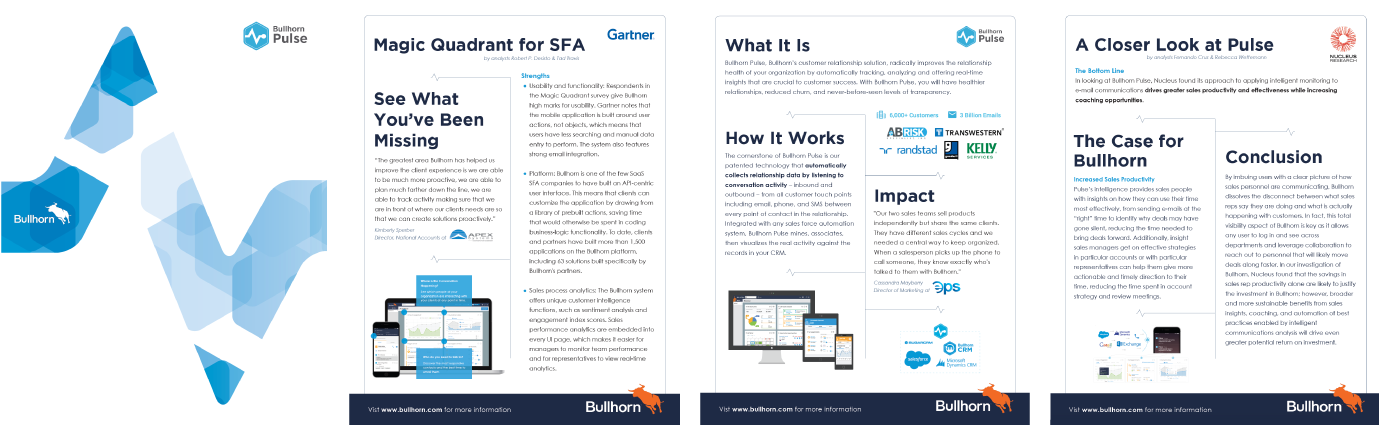 Bullhorn
Pulse
Bullhorn
Magic Quadrant for SFA
Gartner
by analysts Robert P. Desisto & Tad Travis
See What
You've Been
Missing
"The greatest area Bullhorn has helped us
improve the client experience is we are able
to be much more proactive, we are able to
plan much farther down the line, we are
able to track activity making sure that we
are in front of where our clients needs are so
that we can create solutions proactively."
Kimberly Sperber
Director, National Accounts at
APEX
Strengths
Usability and functionality: Respondents in
the Magic Quadrant survey give Bullhorn
high marks for usability. Gartner notes that
the mobile application is built around user
actions, not objects, which means that
users have less searching and manual data
entry to perform. The system also features
strong email integration.
Platform: Bullhorn is one of the few SaaS
SFA companies to have built an API-centric
user interface. This means that clients can
customize the application by drawing from
a library of prebuilt actions, saving time
that would otherwise be spent in coding
business-logic functionality. To date, clients
and partners have built more than 1,500
applications on the Bullhorn platform,
including 63 solutions built specifically by
Bullhorn's partners.
Sales process analytics: The Bullhorn system
offers unique customer intelligence
functions, such as sentiment analysis and
engagement index scores. Sales
performance analytics are embedded into
every UI page, which makes it easier for
managers to monitor team performance
and for representatives to view real-time
analytics.
Visit www.bullhorn.com for more information
Bullhorn
What It Is
Bullhorn
Pulse
Bullhorn Pulse, Bullhorn's customer relationship solution, radically improves the relationship
health of your organization by automatically tracking, analyzing and offering real-time
insights that are crucial to customer success. With Bullhorn Pulse, you will have healthier
relationships, reduced churn, and never-before-seen levels of transparency.
How It Works
The cornerstone of Bullhorn Pulse is our
patented technology that automatically
collects relationship data by listening to
conversation activity – inbound and
outbound – from all customer touch points
including email, phone, and SMS between
every point of contact in the relationship.
Integrated with any sales force automation
system, Bullhorn Pulse mines, associates,
then visualizes the real activity against the
records in your CRM.
3 Billion Emails
ABRISK
TRANSWESTERN
randstad
KELLY
SERVICES
Impact
"Our two sales teams sell products
independently but share the same clients.
They have different sales cycles and we
needed a central way to keep organized.
When a salesperson picks up the phone to
call someone, they know exactly who's
talked to them with Bullhorn."
Cassandra Mayberry
Director of Marketing at
eps
Bullhorn
CRM
salesforce
Microsoft
Dynamics CRM
Visit www.bullhorn.com for more information
Bullhorn
A Closer Look at Pulse
by analysts Fernando Cruz & Rebecca Wettemann
NUCLEUS
RESEARCH
The Bottom Line
In looking at Bullhorn Pulse, Nucleus found its approach to applying intelligent monitoring to
e-mail communications drives greater sales productivity and effectiveness while increasing
coaching opportunities.
The Case for
Bullhorn
Increased Sales Productivity
Pulse's intelligence provides sales people
with insights on how they can use their time
most effectively, from sending e-mails at the
"right" time to identify why deals may have
gone silent, reducing the time needed to
bring deals forward. Additionally, insight
sales managers get on effective strategies
in particular accounts or with particular
representatives can help them give more
actionable and timely direction to their
time, reducing the time spent in account
strategy and review meetings.
Conclusion
By imbuing users with a clear picture of how
sales personnel are communicating, Bullhorn
dissolves the disconnect between what sales
reps say they are doing and what is actually
happening with customers. In fact, this total
visibility aspect of Bullhorn is key as it allows
any user to log in and see across
departments and leverage collaboration to
reach out to personnel that will likely move
deals along faster. In our investigation of
Bullhorn, Nucleus found that the savings in
sales rep productivity alone are likely to justify
the investment in Bullhorn; however, broader
and more sustainable benefits from sales
insights, coaching, and automation of best
practices enabled by intelligent
communications analysis will drive even
greater potential return on investment.
Visit www.bullhorn.com for more information
Bullhorn